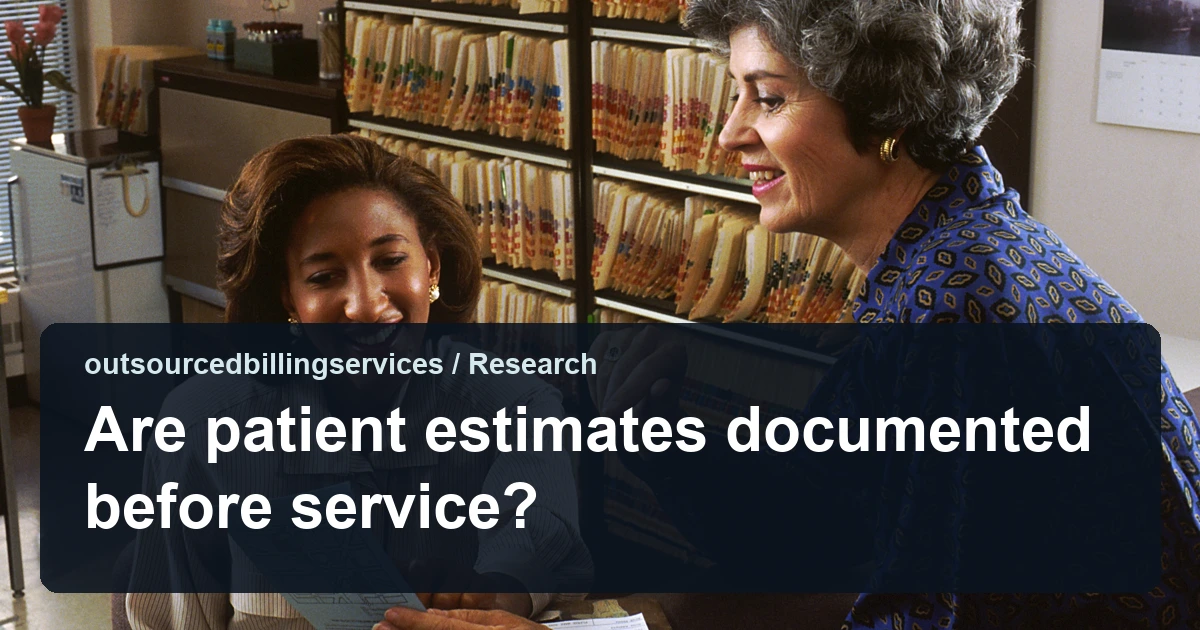 outsourcedbillingservices / Research
Are patient estimates documented
before service?